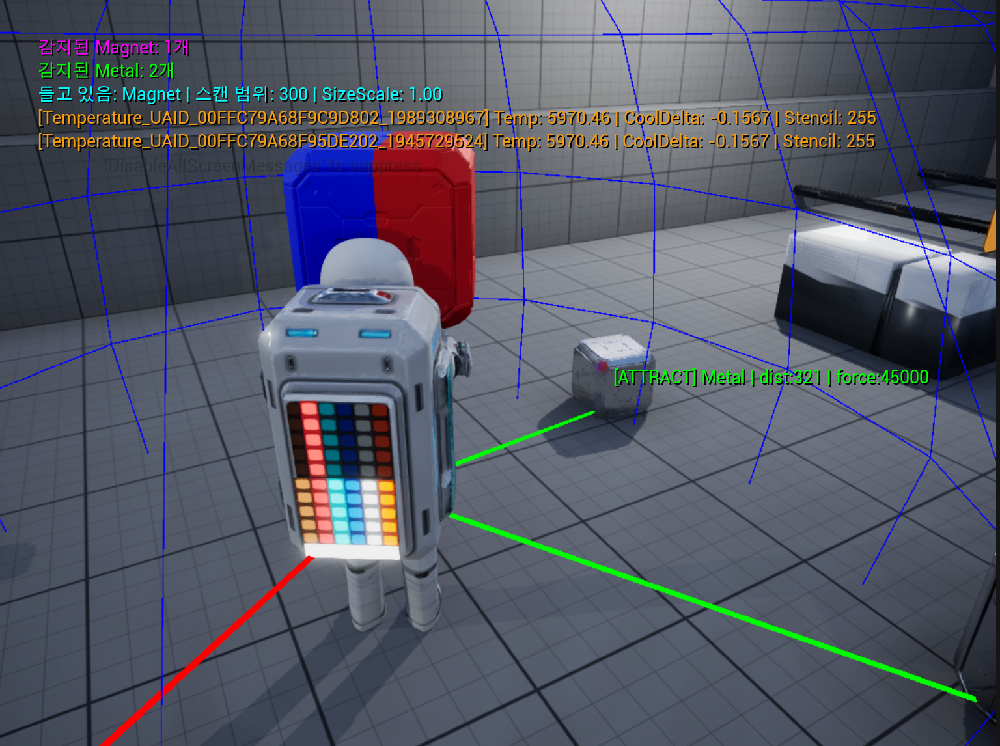 감지된 Magnet: 1개
감지된 Metal: 2개
들고 있음: Magnet | 스캔 범위: 300 | SizeScale: 1.00
[Temperature_UAID_00FFC79A68F9C9D802_1989308967] Temp: 5970.46 | CoolDelta: -0.1567 | Stencil: 255
[Temperature_UAID_00FFC79A68F95DE202_1945729524] Temp: 5970.46 | CoolDelta: -0.1567 | Stencil: 255
'DisableAllScreenMessages' to suppress
[ATTRACT] Metal | dist:321 | force:45000